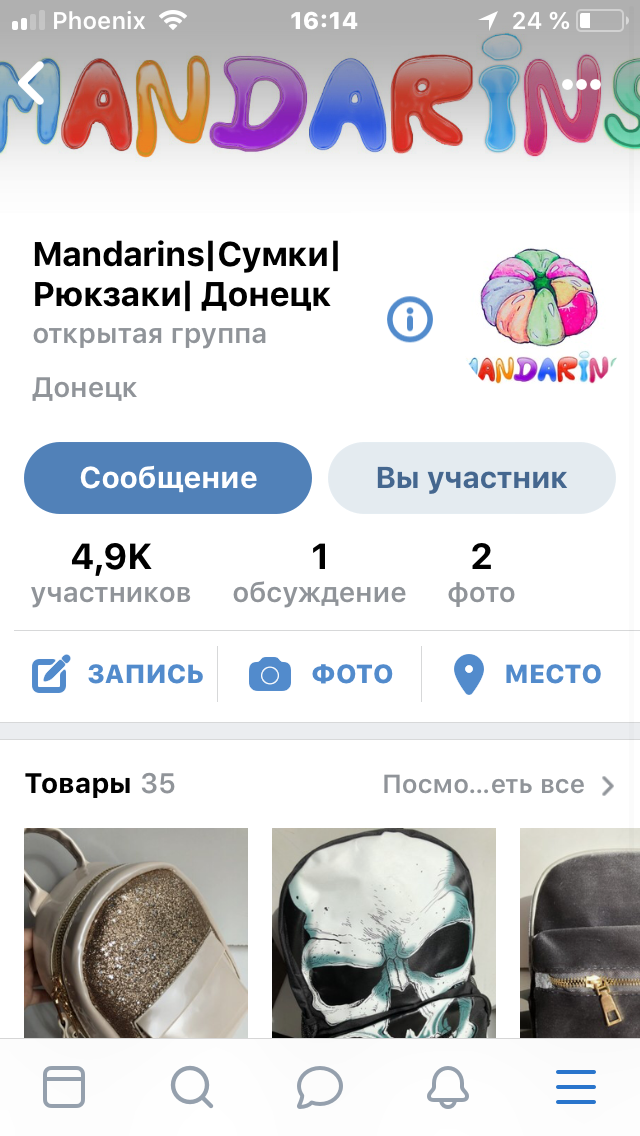 Phoenix 16:14 24 %
MANDARINS
Mandarins|Сумки|
Рюкзаки| Донецк
открытая группа
Донецк
MANDARIN
Сообщение
Вы участник
4,9K 1 2
участников обсуждение фото
ЗАПИСЬ ФОТО МЕСТО
Товары 35 Посмо...еть все